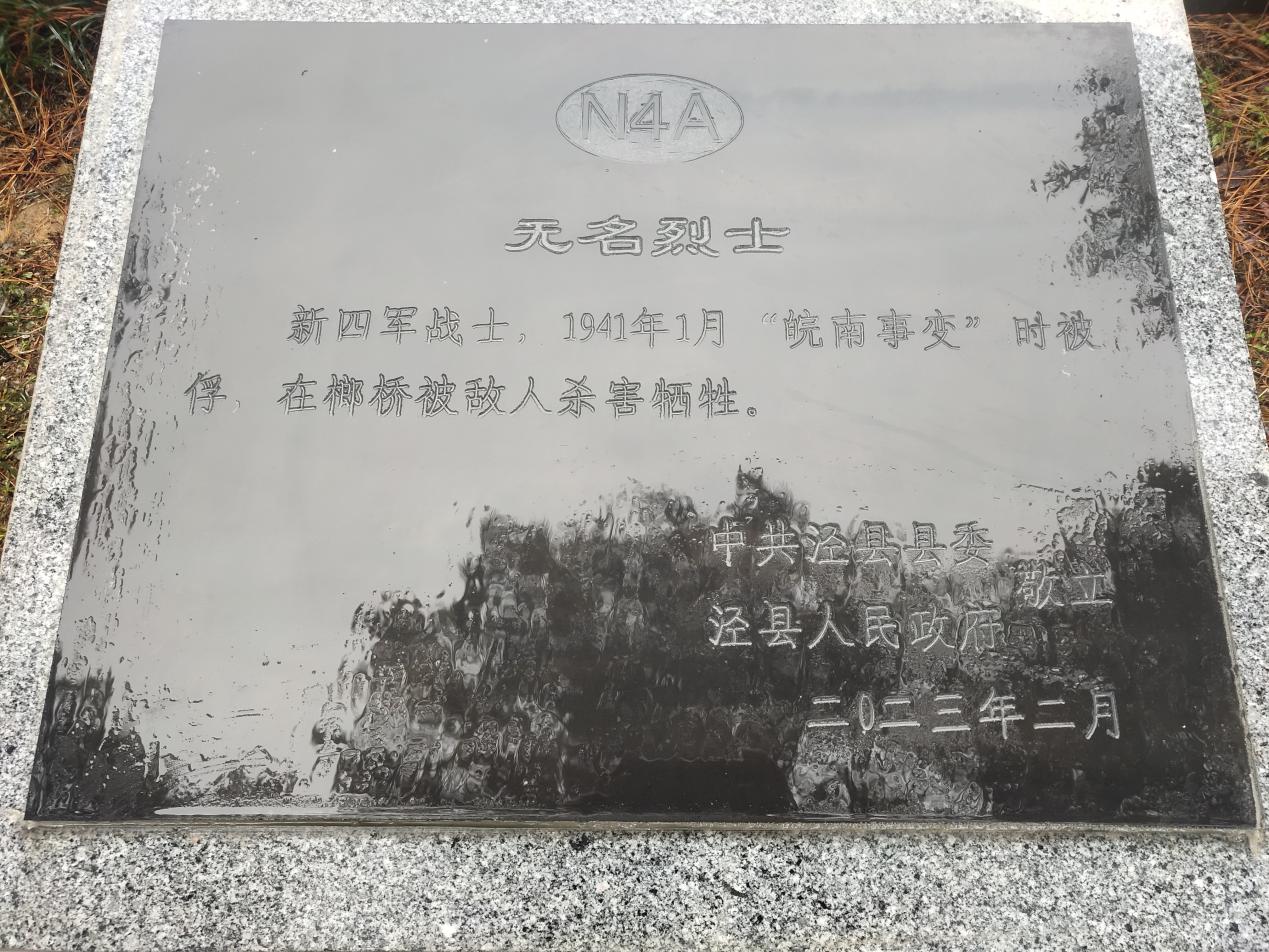 N4A
无名烈士
新四军战士，1941年1月“皖南事变”时被
俘，在榔桥被敌人杀害牺牲。
中共泾县县委
敬立
泾县人民政府
二0二三年二月